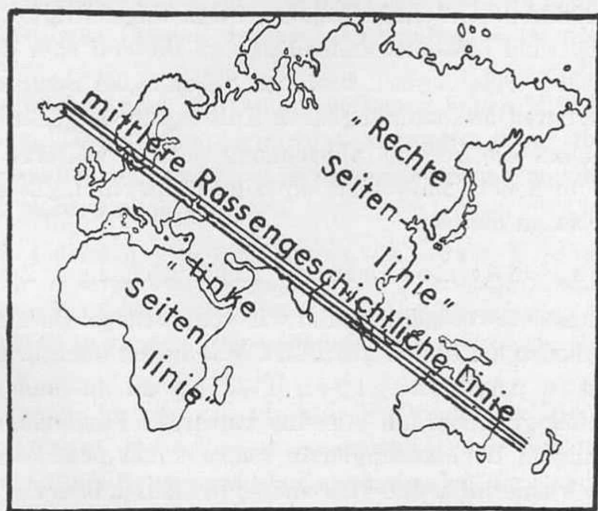 mittlere Rassengeschichtliche Linie
„Rechte
Seiten
linie“
„Linke
Seiten
linie“